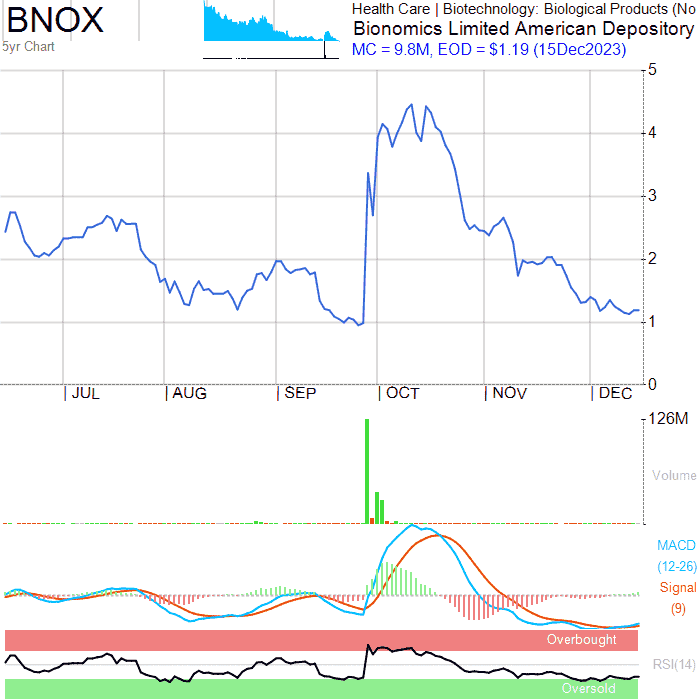 BNOX
5yr Chart
Health Care | Biotechnology: Biological Products (No
Bionomics Limited American Depository
MC = 9.8M, EOD = $1.19 (15Dec2023)
5
4
3
2
1
0
JUL AUG SEP OCT NOV DEC
126M
Volume
MACD
(12-26)
Signal
(9)
Overbought
RSI(14)
Oversold